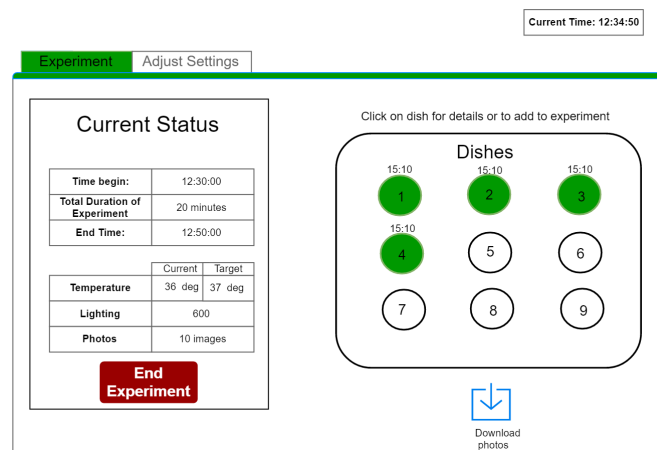 Current Time: 12:34:50
Experiment
Adjust Settings
Current Status
Time begin: 12:30:00
Total Duration of
Experiment
20 minutes
End Time: 12:50:00
Current Target
Temperature 36 deg 37 deg
Lighting 600
Photos 10 images
End
Experiment
Click on dish for details or to add to experiment
Dishes
15:10 15:10 15:10
1 2 3
15:10
4 5 6
7 8 9
Download
photos